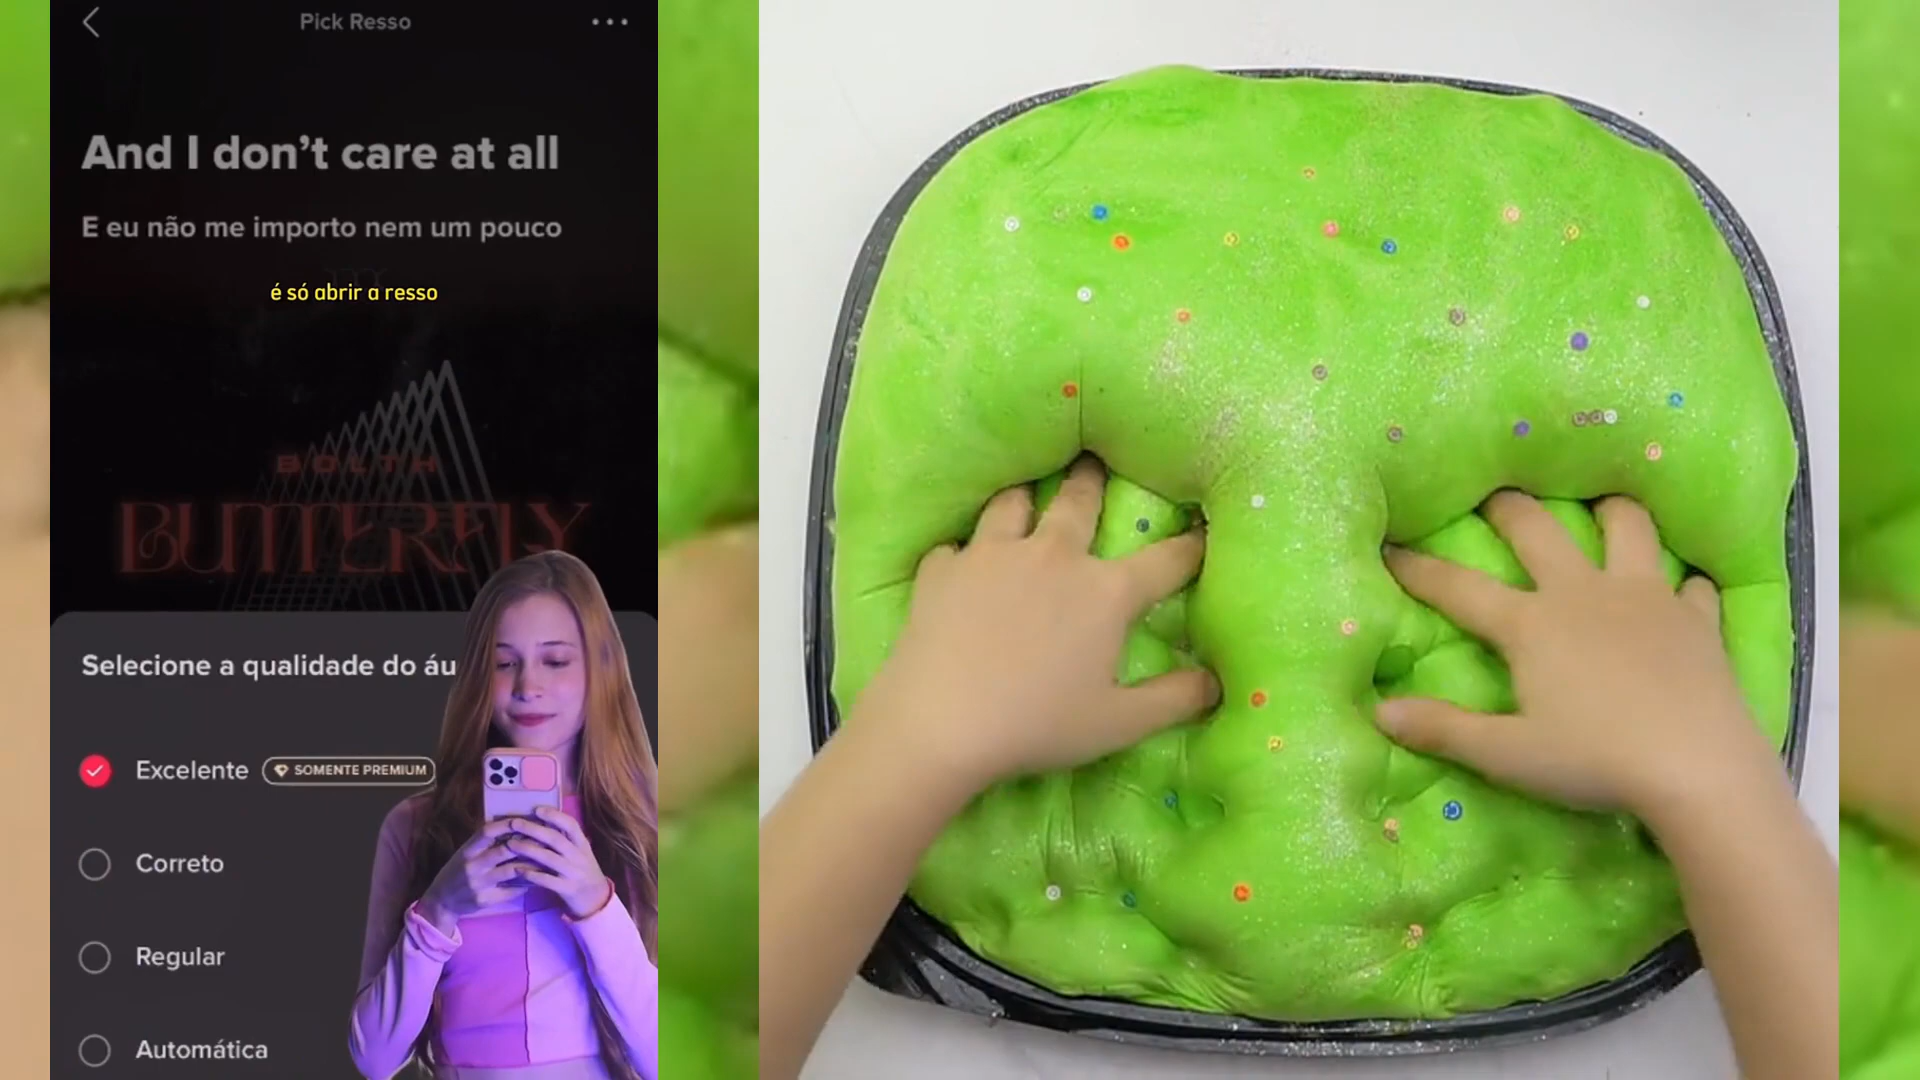 Pick Resso
And I don't care at all
E eu não me importo nem um pouco
é só abrir a resso
BOLTH
BUTTERFLY
Selecione a qualidade do áu
Excelente SOMENTE PREMIUM
Correto
Regular
Automática